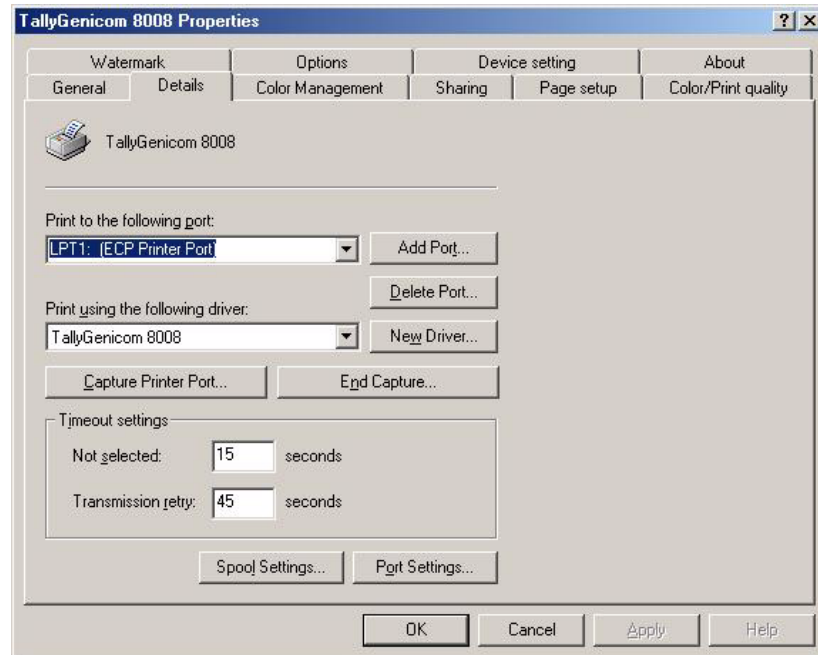 TallyGenicom 8008 Properties
Watermark Options Device setting About
General Details Color Management Sharing Page setup Color/Print quality
TallyGenicom 8008
Print to the following port:
LPT1: (ECP Printer Port) Add Port...
Delete Port...
Print using the following driver:
TallyGenicom 8008 New Driver...
Capture Printer Port... End Capture...
Timeout settings
Not selected: 15 seconds
Transmission retry: 45 seconds
Spool Settings... Port Settings...
OK Cancel Apply Help